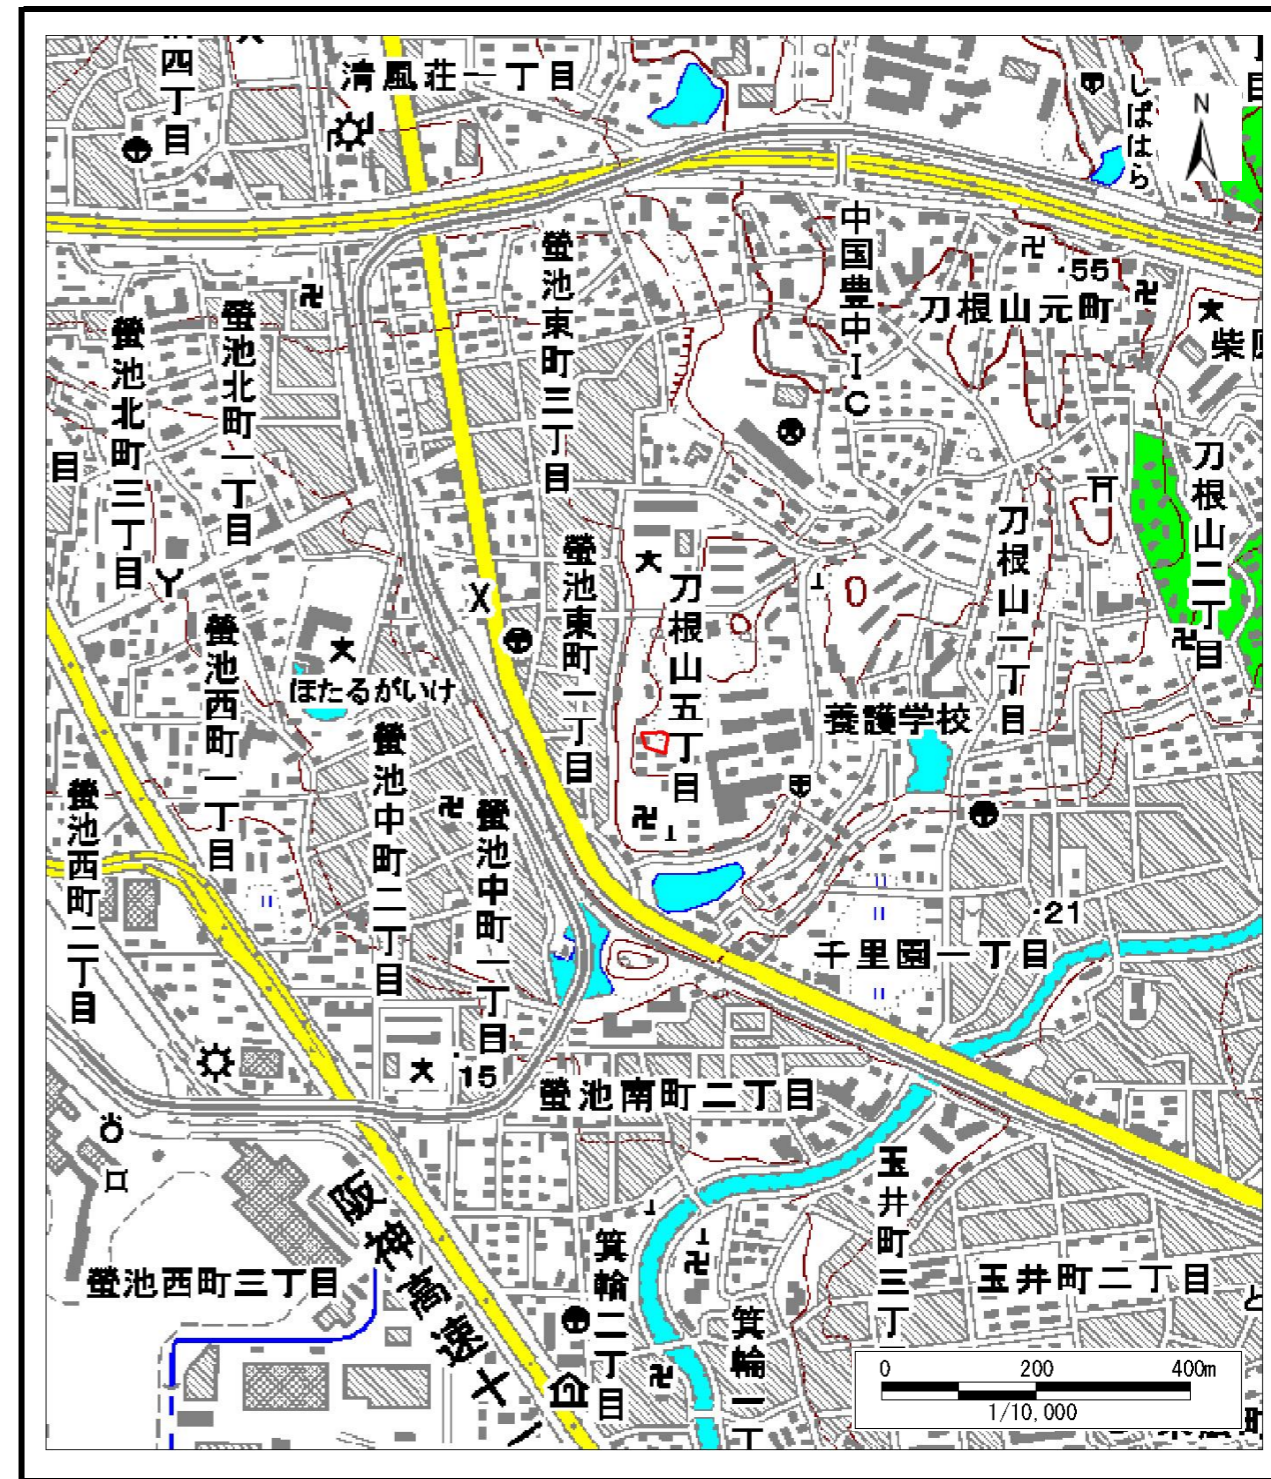 四丁目
清風荘一丁目
しばはら
N
中国豊中IC
螢池東町三丁目
刀根山元町
・55
柴原
螢池北町一丁目
螢池北町三丁目
目
刀根山二丁目
刀根山一丁目
螢池東町一丁目
刀根山五丁目
螢池西町一丁目
ほたるがいけ
養護学校
螢池中町二丁目
螢池西町二丁目
螢池中町一丁目
・21
千里園一丁目
・15
螢池南町二丁目
玉井町三丁
阪神高速十一
箕輪二丁目
螢池西町三丁目
玉井町二丁目
と
箕輪一丁
0 200 400m
1/10,000
町